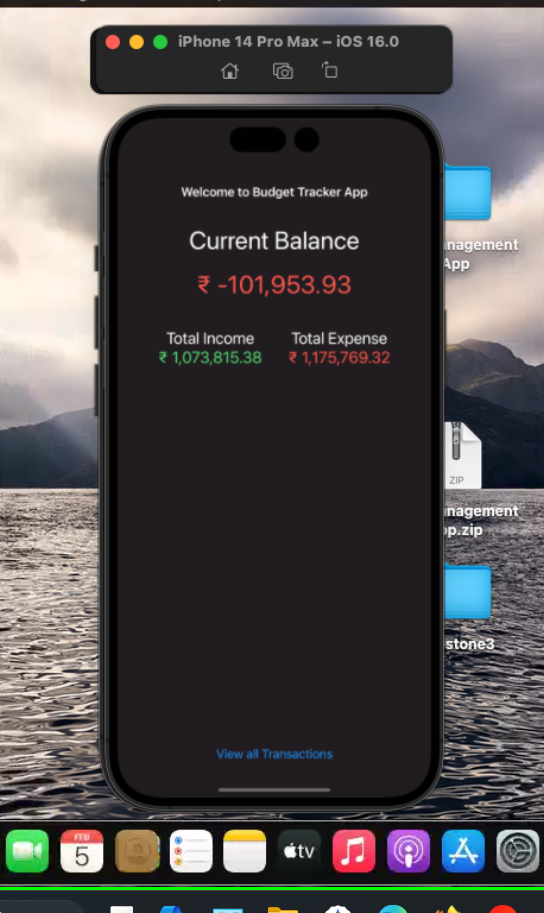 iPhone 14 Pro Max – iOS 16.0
Welcome to Budget Tracker App
Current Balance
₹ -101,953.93
Total Income Total Expense
₹ 1,073,815.38 ₹ 1,175,769.32
nagement
App
ZIP
nagement
p.zip
stone3
View all Transactions
FEB
5
tv